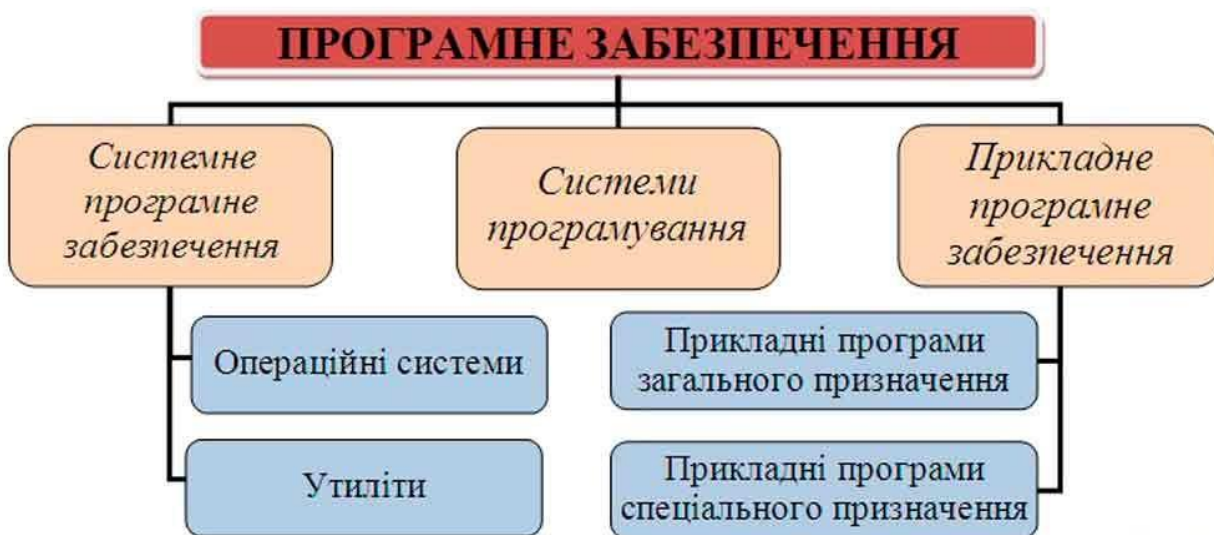 ПРОГРАМНЕ ЗАБЕЗПЕЧЕННЯ
Системне
програмне
забезпечення
Системи
програмування
Прикладне
програмне
забезпечення
Операційні системи
Утиліти
Прикладні програми
загального призначення
Прикладні програми
спеціального призначення